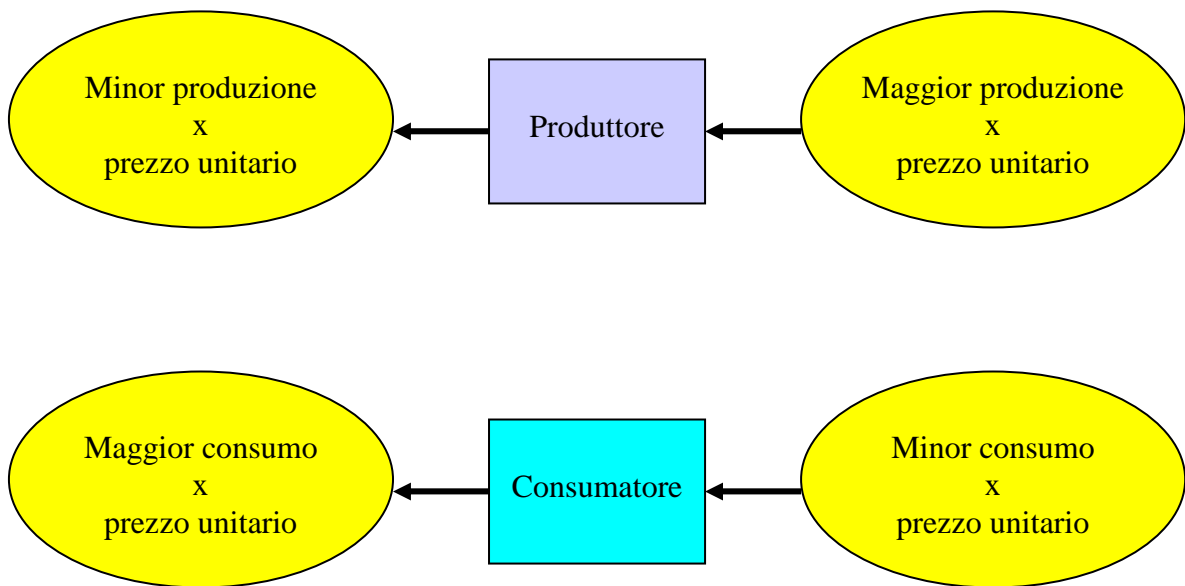 Minor produzione
x
prezzo unitario
Produttore
Maggior produzione
x
prezzo unitario
Maggior consumo
x
prezzo unitario
Consumatore
Minor consumo
x
prezzo unitario